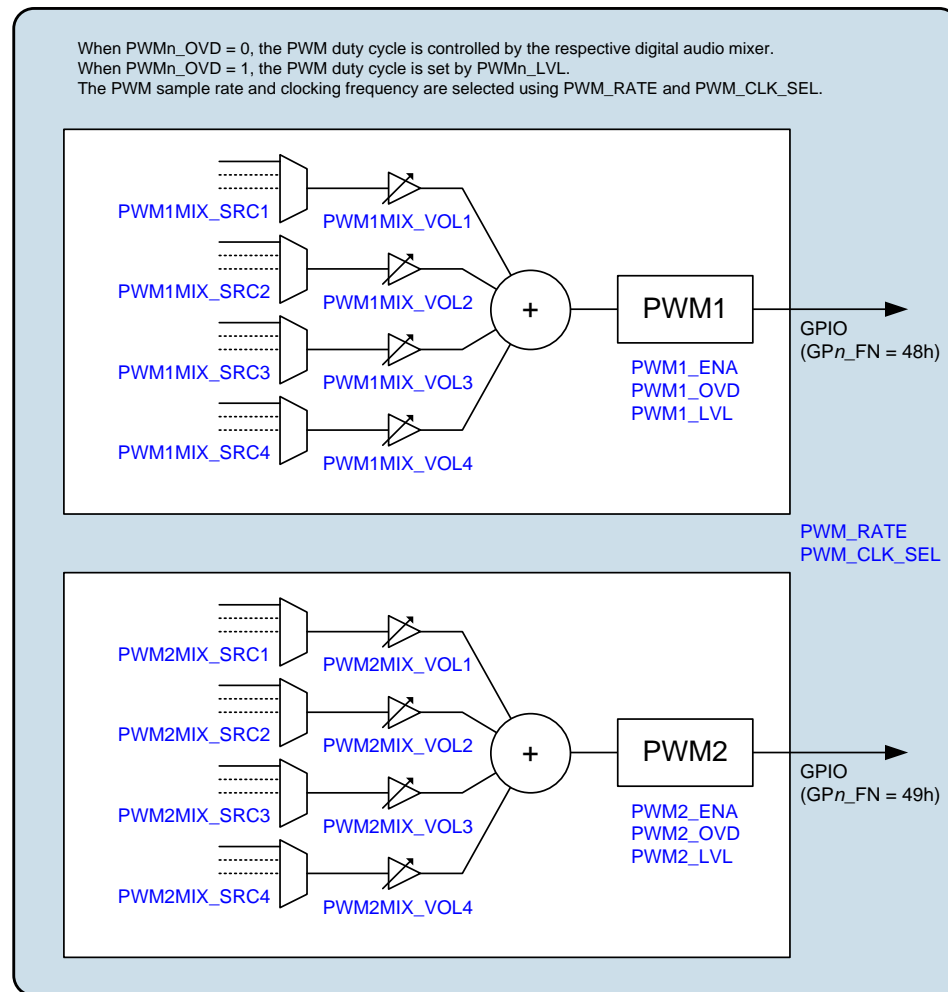 When PWMn_OVD = 0, the PWM duty cycle is controlled by the respective digital audio mixer.
When PWMn_OVD = 1, the PWM duty cycle is set by PWMn_LVL.
The PWM sample rate and clocking frequency are selected using PWM_RATE and PWM_CLK_SEL.
PWM1MIX_SRC1
PWM1MIX_VOL1
PWM1MIX_SRC2
PWM1MIX_VOL2
PWM1MIX_SRC3
PWM1MIX_VOL3
PWM1MIX_SRC4
PWM1MIX_VOL4
+
PWM1
PWM1_ENA
PWM1_OVD
PWM1_LVL
GPIO
(GPn_FN = 48h)
PWM_RATE
PWM_CLK_SEL
PWM2MIX_SRC1
PWM2MIX_VOL1
PWM2MIX_SRC2
PWM2MIX_VOL2
PWM2MIX_SRC3
PWM2MIX_VOL3
PWM2MIX_SRC4
PWM2MIX_VOL4
+
PWM2
PWM2_ENA
PWM2_OVD
PWM2_LVL
GPIO
(GPn_FN = 49h)